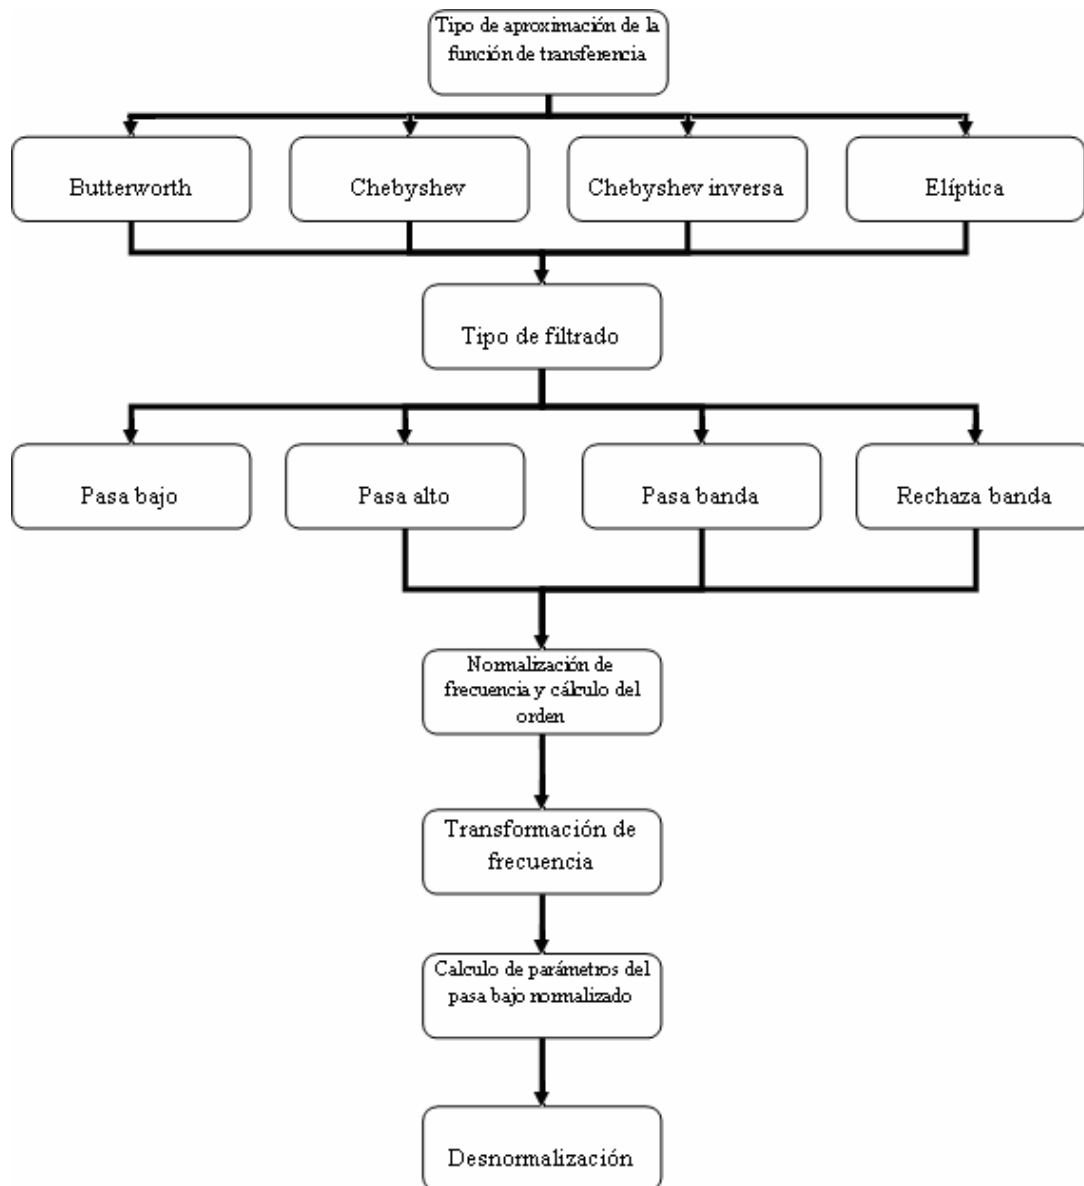 Tipo de aproximación de la
función de transferencia
Butterworth
Chebyshev
Chebyshev inversa
Elíptica
Tipo de filtrado
Pasa bajo
Pasa alto
Pasa banda
Rechaza banda
Normalización de
frecuencia y cálculo del
orden
Transformación de
frecuencia
Calculo de parámetros del
pasa bajo normalizado
Desnormalización